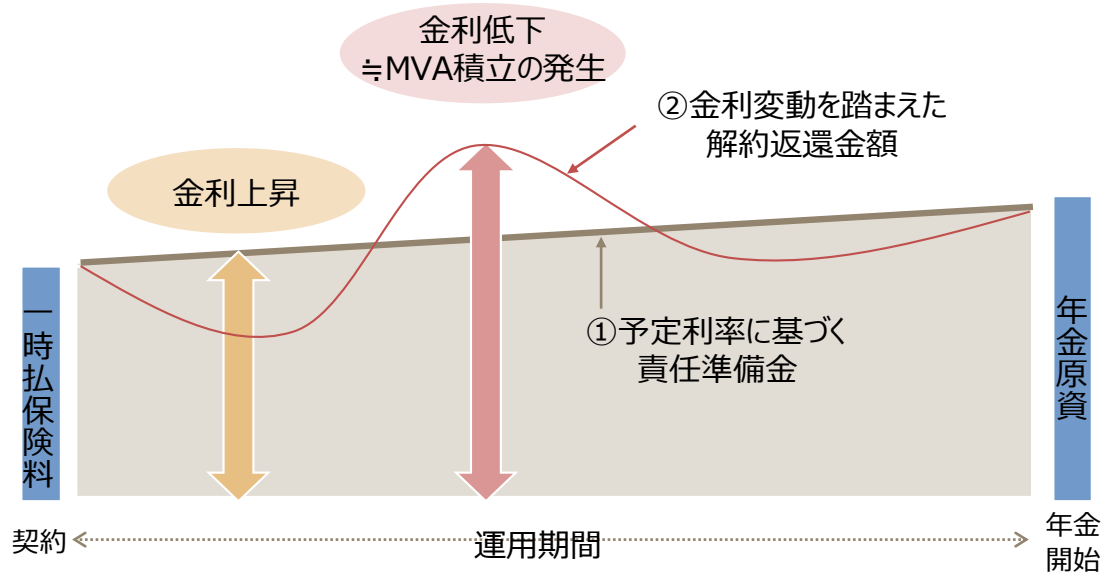 金利低下
≒MVA積立の発生
金利上昇
②金利変動を踏まえた
解約返還金額
①予定利率に基づく
責任準備金
一時払保険料
年金原資
契約
運用期間
年金
開始